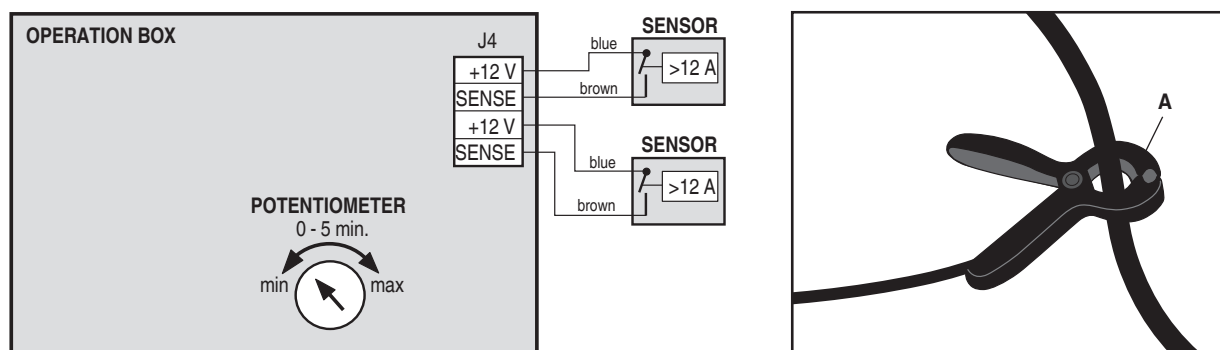 OPERATION BOX
J4
+12 V
SENSE
+12 V
SENSE
blue
brown
SENSOR
>12 A
blue
brown
SENSOR
>12 A
POTENTIOMETER
0 - 5 min.
min
max
A